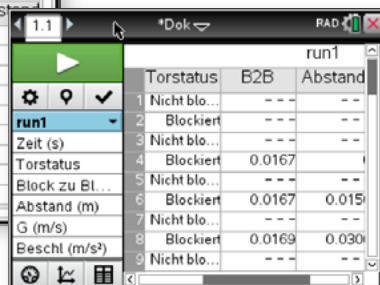 1.1 *Dok RAD
run1
Torstatus B2B Abstand
run1
Zeit (s)
Torstatus
Block zu Bl...
Abstand (m)
G (m/s)
Beschl (m/s²)
1 Nicht blo... --- --
2 Blockiert --- --
3 Nicht blo... --- --
4 Blockiert 0.0167
5 Nicht blo... --- --
6 Blockiert 0.0167 0.015
7 Nicht blo... --- --
8 Blockiert 0.0169 0.030
9 Nicht blo... --- --